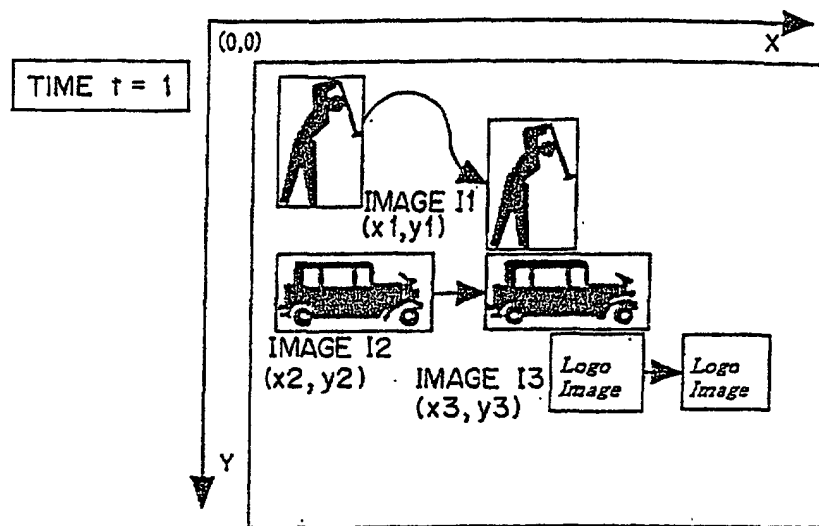 (0,0)
X
TIME t = 1
IMAGE I1
(x1,y1)
IMAGE I2
(x2,y2)
IMAGE I3
(x3,y3)
Logo
Image
Logo
Image
Y